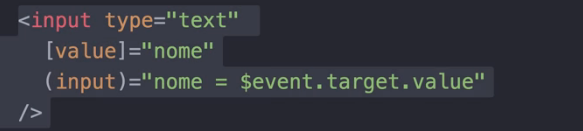 <input type="text"
[value]="nome"
(input)="nome = $event.target.value"
/>